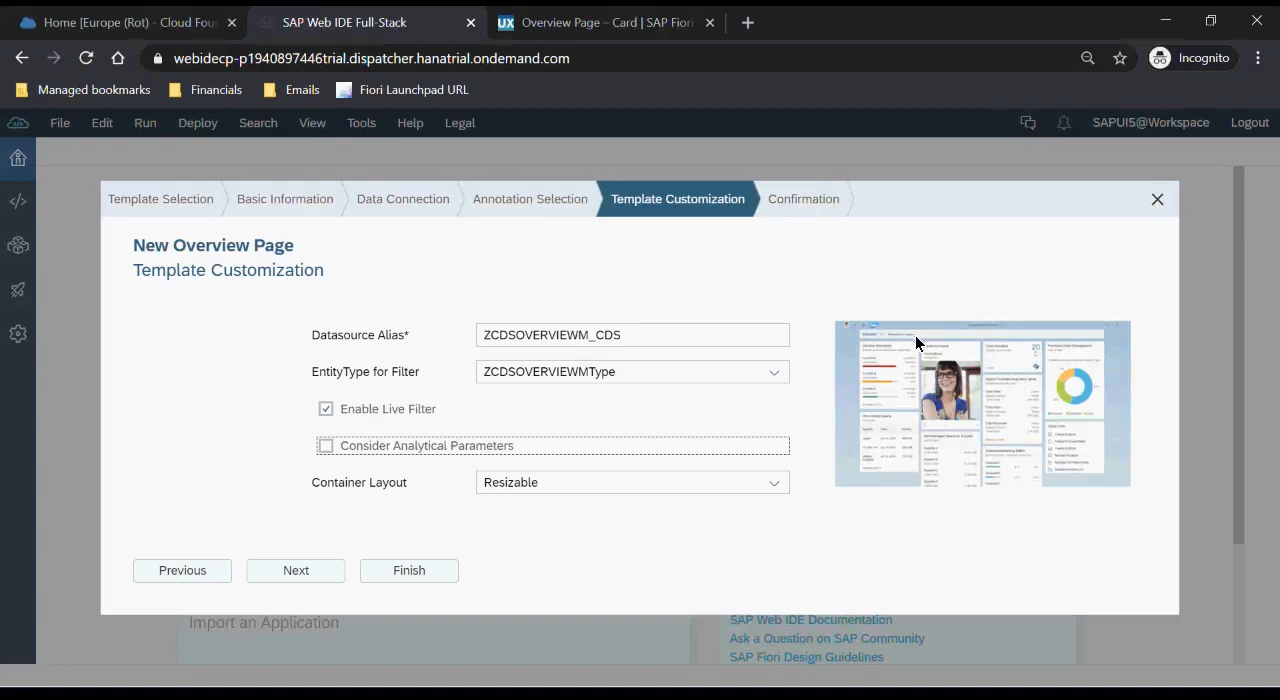 Home [Europe (Rot) - Cloud Fou
SAP Web IDE Full-Stack
UX Overview Page – Card | SAP Fiori
webidecp-p1940897446trial.dispatcher.hanatrial.ondemand.com
Incognito
Managed bookmarks
Financials
Emails
Fiori Launchpad URL
File Edit Run Deploy Search View Tools Help Legal
SAPUI5@Workspace
Logout
Template Selection
Basic Information
Data Connection
Annotation Selection
Template Customization
Confirmation
New Overview Page
Template Customization
Datasource Alias*
ZCDSOVERVIEWM_CDS
EntityType for Filter
ZCDSOVERVIEWMType
Enable Live Filter
Consider Analytical Parameters
Container Layout
Resizable
Previous
Next
Finish
Import an Application
SAP Web IDE Documentation
Ask a Question on SAP Community
SAP Fiori Design Guidelines